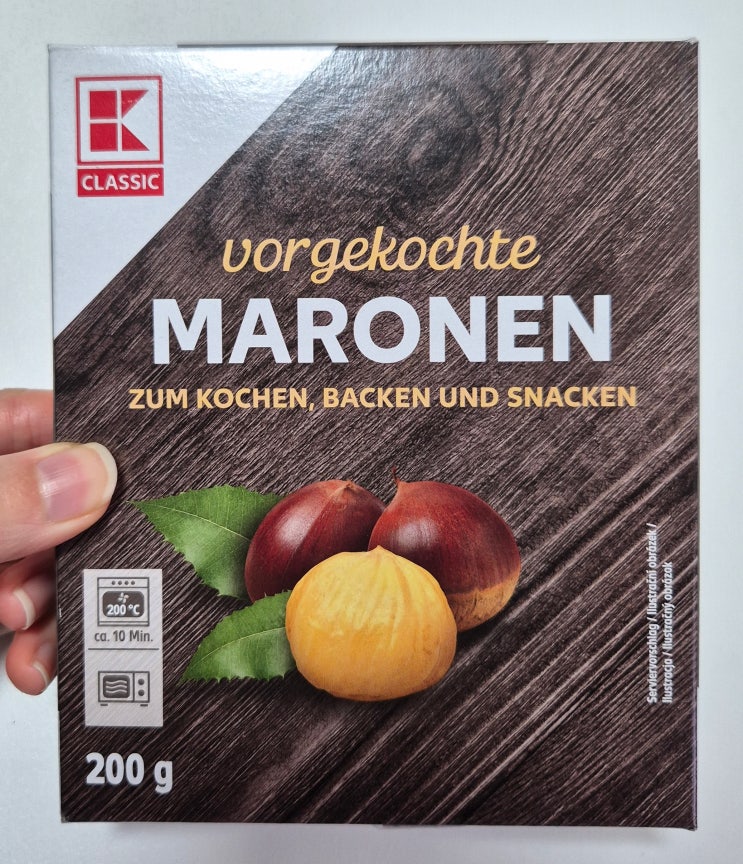 K
CLASSIC
vorgekochte
MARONEN
ZUM KOCHEN, BACKEN UND SNACKEN
200 °C
ca. 10 Min.
200 g
Serviervorschlag / Ilustrační obrázek /
Ilustracja / Ilustračný obrázok